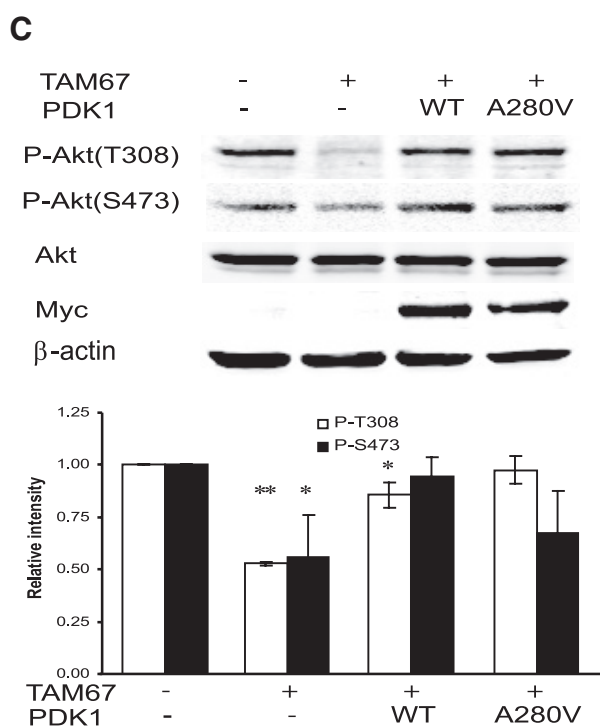 C
TAM67 - + + +
PDK1 - - WT A280V
P-Akt(T308)
P-Akt(S473)
Akt
Myc
β-actin
1.25
P-T308
P-S473
1.00
0.75
0.50
0.25
0.00
Relative intensity
** * *
TAM67 - + + +
PDK1 - - WT A280V